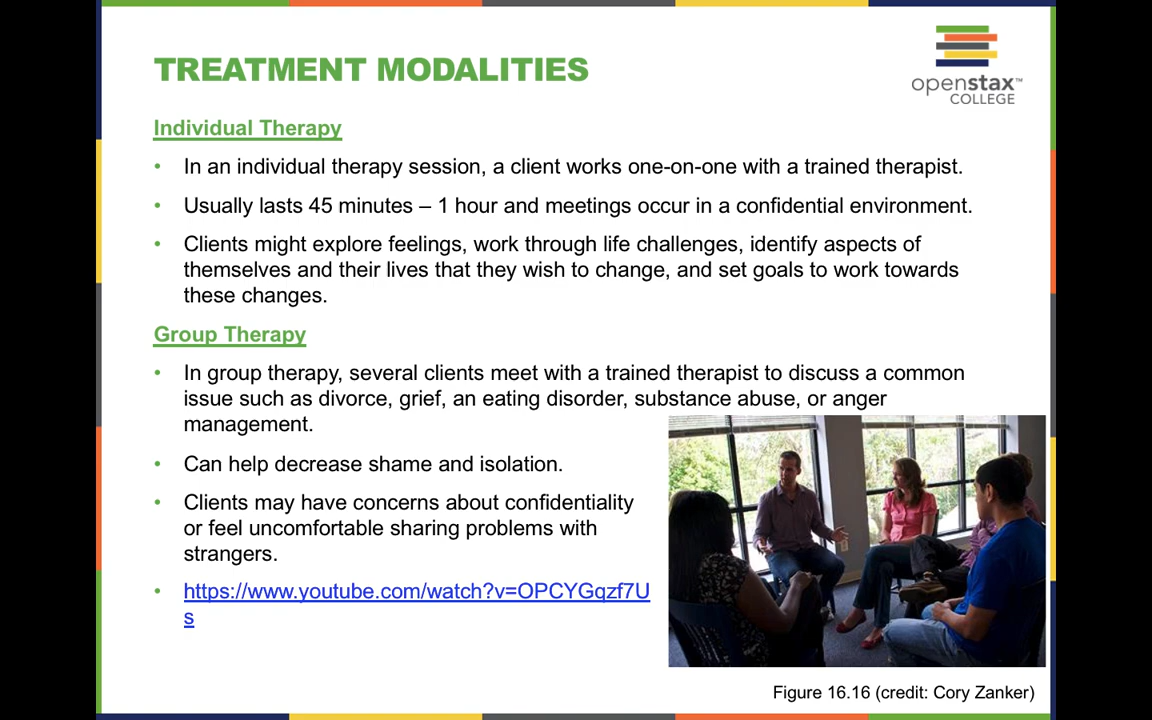 TREATMENT MODALITIES
openstax™
COLLEGE
Individual Therapy
• In an individual therapy session, a client works one-on-one with a trained therapist.
• Usually lasts 45 minutes – 1 hour and meetings occur in a confidential environment.
• Clients might explore feelings, work through life challenges, identify aspects of
themselves and their lives that they wish to change, and set goals to work towards
these changes.
Group Therapy
• In group therapy, several clients meet with a trained therapist to discuss a common
issue such as divorce, grief, an eating disorder, substance abuse, or anger
management.
• Can help decrease shame and isolation.
• Clients may have concerns about confidentiality
or feel uncomfortable sharing problems with
strangers.
• https://www.youtube.com/watch?v=OPCYGqzf7U
s
Figure 16.16 (credit: Cory Zanker)